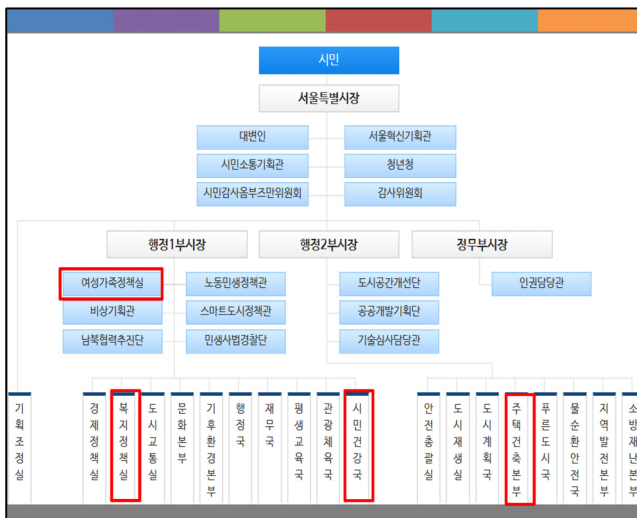 시민
서울특별시장
대변인
서울혁신기획관
시민소통기획관
청년청
시민감사옴부즈만위원회
감사위원회
행정1부시장
행정2부시장
정무부시장
여성가족정책실
노동민생정책관
도시공간개선단
인권담당관
비상기획관
스마트도시정책관
공공개발기획단
남북협력추진단
민생사법경찰단
기술심사담당관
기획조정실
경제정책실
복지정책실
도시교통실
문화본부
기후환경본부
행정국
재무국
평생교육국
관광체육국
시민건강국
안전총괄실
도시재생실
도시계획국
주택건축본부
푸른도시국
물순환안전국
지역발전본부
소방재난본부